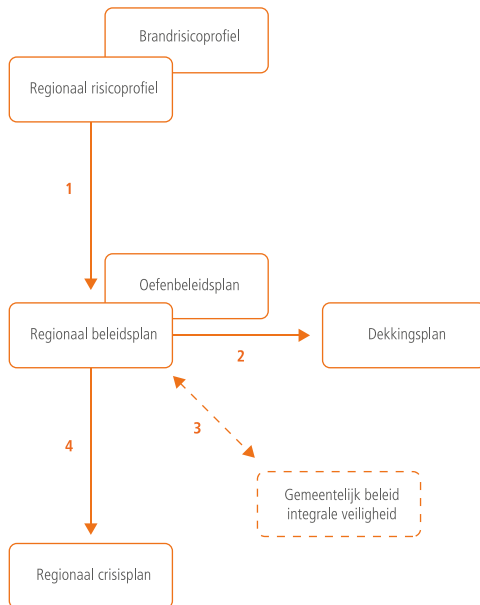 Brandrisicoprofiel
Regionaal risicoprofiel
1
Oefenbeleidsplan
Regionaal beleidsplan
Dekkingsplan
2
3
4
Gemeentelijk beleid
integrale veiligheid
Regionaal crisisplan